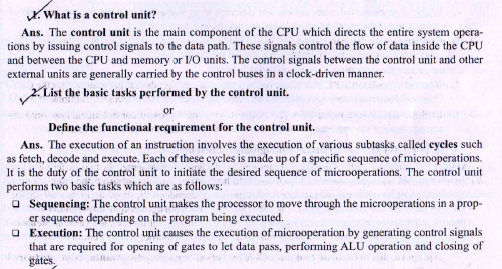 1. What is a control unit?
Ans. The control unit is the main component of the CPU which directs the entire system opera-
tions by issuing control signals to the data path. These signals control the flow of data inside the CPU
and between the CPU and memory or I/O units. The control signals between the control unit and other
external units are generally carried by the control buses in a clock-driven manner.
2. List the basic tasks performed by the control unit.
or
Define the functional requirement for the control unit.
Ans. The execution of an instruction involves the execution of various subtasks called cycles such
as fetch, decode and execute. Each of these cycles is made up of a specific sequence of microoperations.
It is the duty of the control unit to initiate the desired sequence of microoperations. The control unit
performs two basic tasks which are as follows:
❑ Sequencing: The control unit makes the processor to move through the microoperations in a prop-
er sequence depending on the program being executed.
❑ Execution: The control unit causes the execution of microoperation by generating control signals
that are required for opening of gates to let data pass, performing ALU operation and closing of
gates.